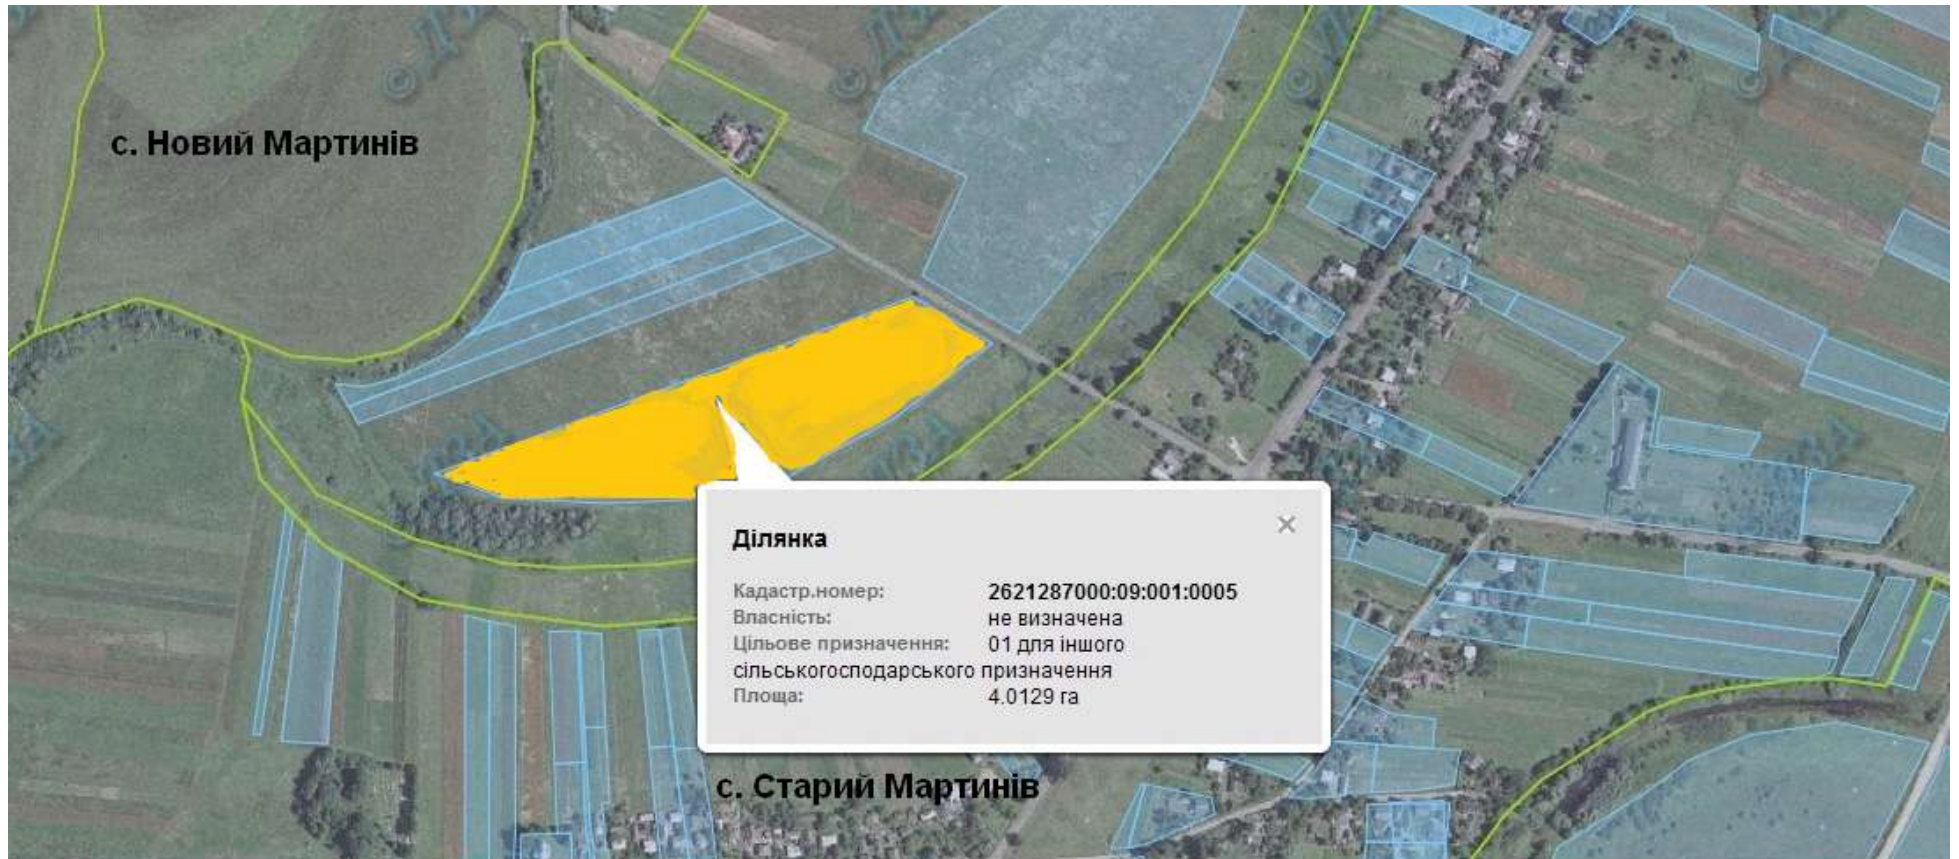 с. Новий Мартинів
Ділянка
×
Кадастр.номер: 2621287000:09:001:0005
Власність: не визначена
Цільове призначення: 01 для іншого
сільськогосподарського призначення
Площа: 4.0129 га
с. Старий Мартинів